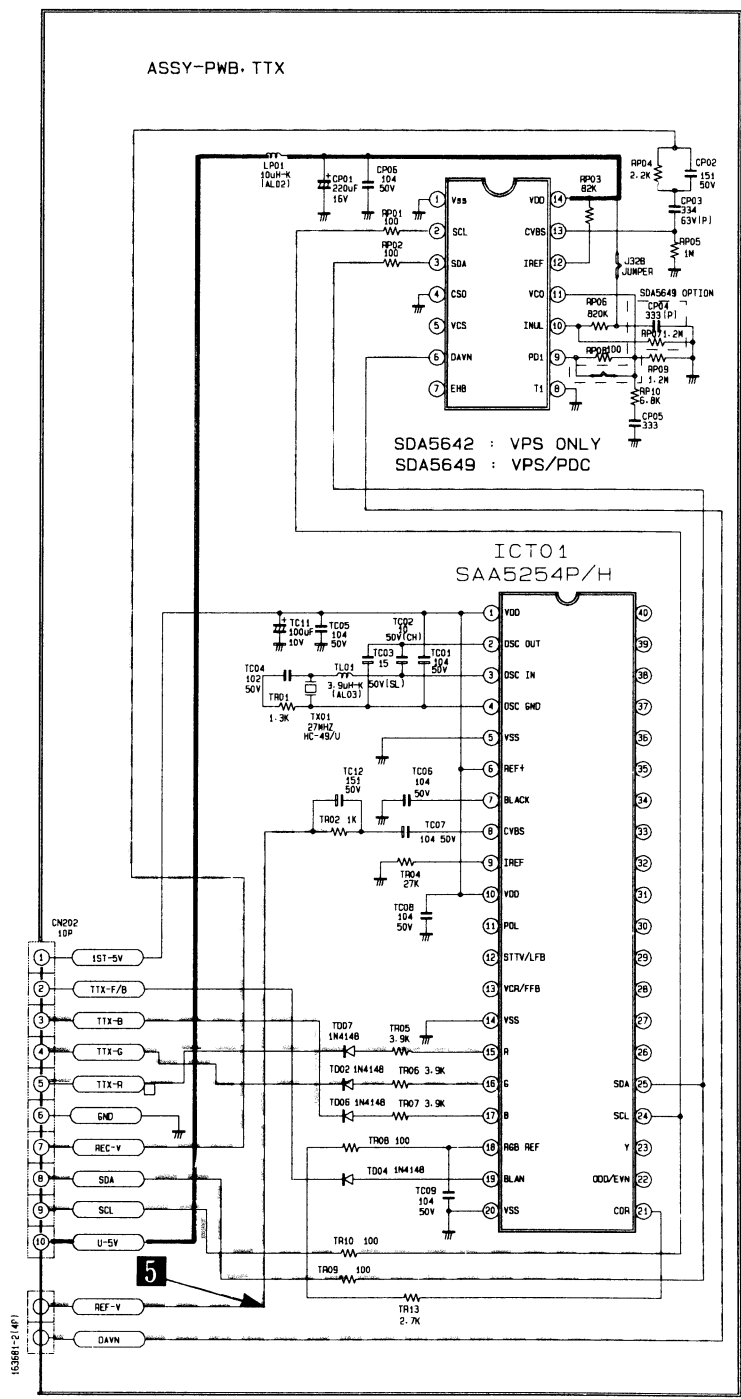 ASSY-PWB.TTX
LP01
10uH-K
(AL02)
CP01
220uF
16V
CP06
104
50V
RP03
82K
RP04
2.2K
CP02
151
50V
CP03
334
63V(P)
RP05
1M
RP01
100
RP02
100
1 Vss
2 SCL
3 SDA
4 CSO
5 VCS
6 DAVN
7 EHB
VDD 14
CVBS 13
IREF 12
VCO 11
INUL 10
PD1 9
T1 8
J328
JUMPER
SDA5649 OPTION
CP04
333(P)
RP06
820K
RP07 1.2M
RP08 100
RP09
1.2M
RP10
6.8K
CP05
333
SDA5642 : VPS ONLY
SDA5649 : VPS/PDC
ICT01
SAA5254P/H
1 VDD
2 OSC OUT
3 OSC IN
4 OSC GND
5 VSS
6 REF+
7 BLACK
8 CVBS
9 IREF
10 VDD
11 POL
12 STTV/LFB
13 VCR/FFB
14 VSS
15 R
16 G
17 B
18 RGB REF
19 BLAN
20 VSS
40
39
38
37
36
35
34
33
32
31
30
29
28
27
26
SDA 25
SCL 24
Y 23
ODD/EVN 22
COR 21
TC11
100uF
10V
TC05
104
50V
TC02
10
50V(CH)
TC03
15
50V(SL)
TC01
104
50V
TC04
102
50V
TL01
3.9uH-K
(AL03)
TR01
1.3K
TX01
27MHZ
HC-49/U
TC12
151
50V
TC06
104
50V
TR02 1K
TC07
104 50V
TR04
27K
TC08
104
50V
CN202
10P
1 1ST-5V
2 TTX-F/B
3 TTX-B
4 TTX-G
5 TTX-R
6 GND
7 REC-V
8 SDA
9 SCL
10 U-5V
TD07
1N4148
TR05
3.9K
TD02 1N4148
TR06 3.9K
TD06 1N4148
TR07 3.9K
TR08 100
TD04 1N4148
TC09
104
50V
TR10 100
TR09 100
TR13
2.7K
5
REF-V
DAVN
163681-2(4P)